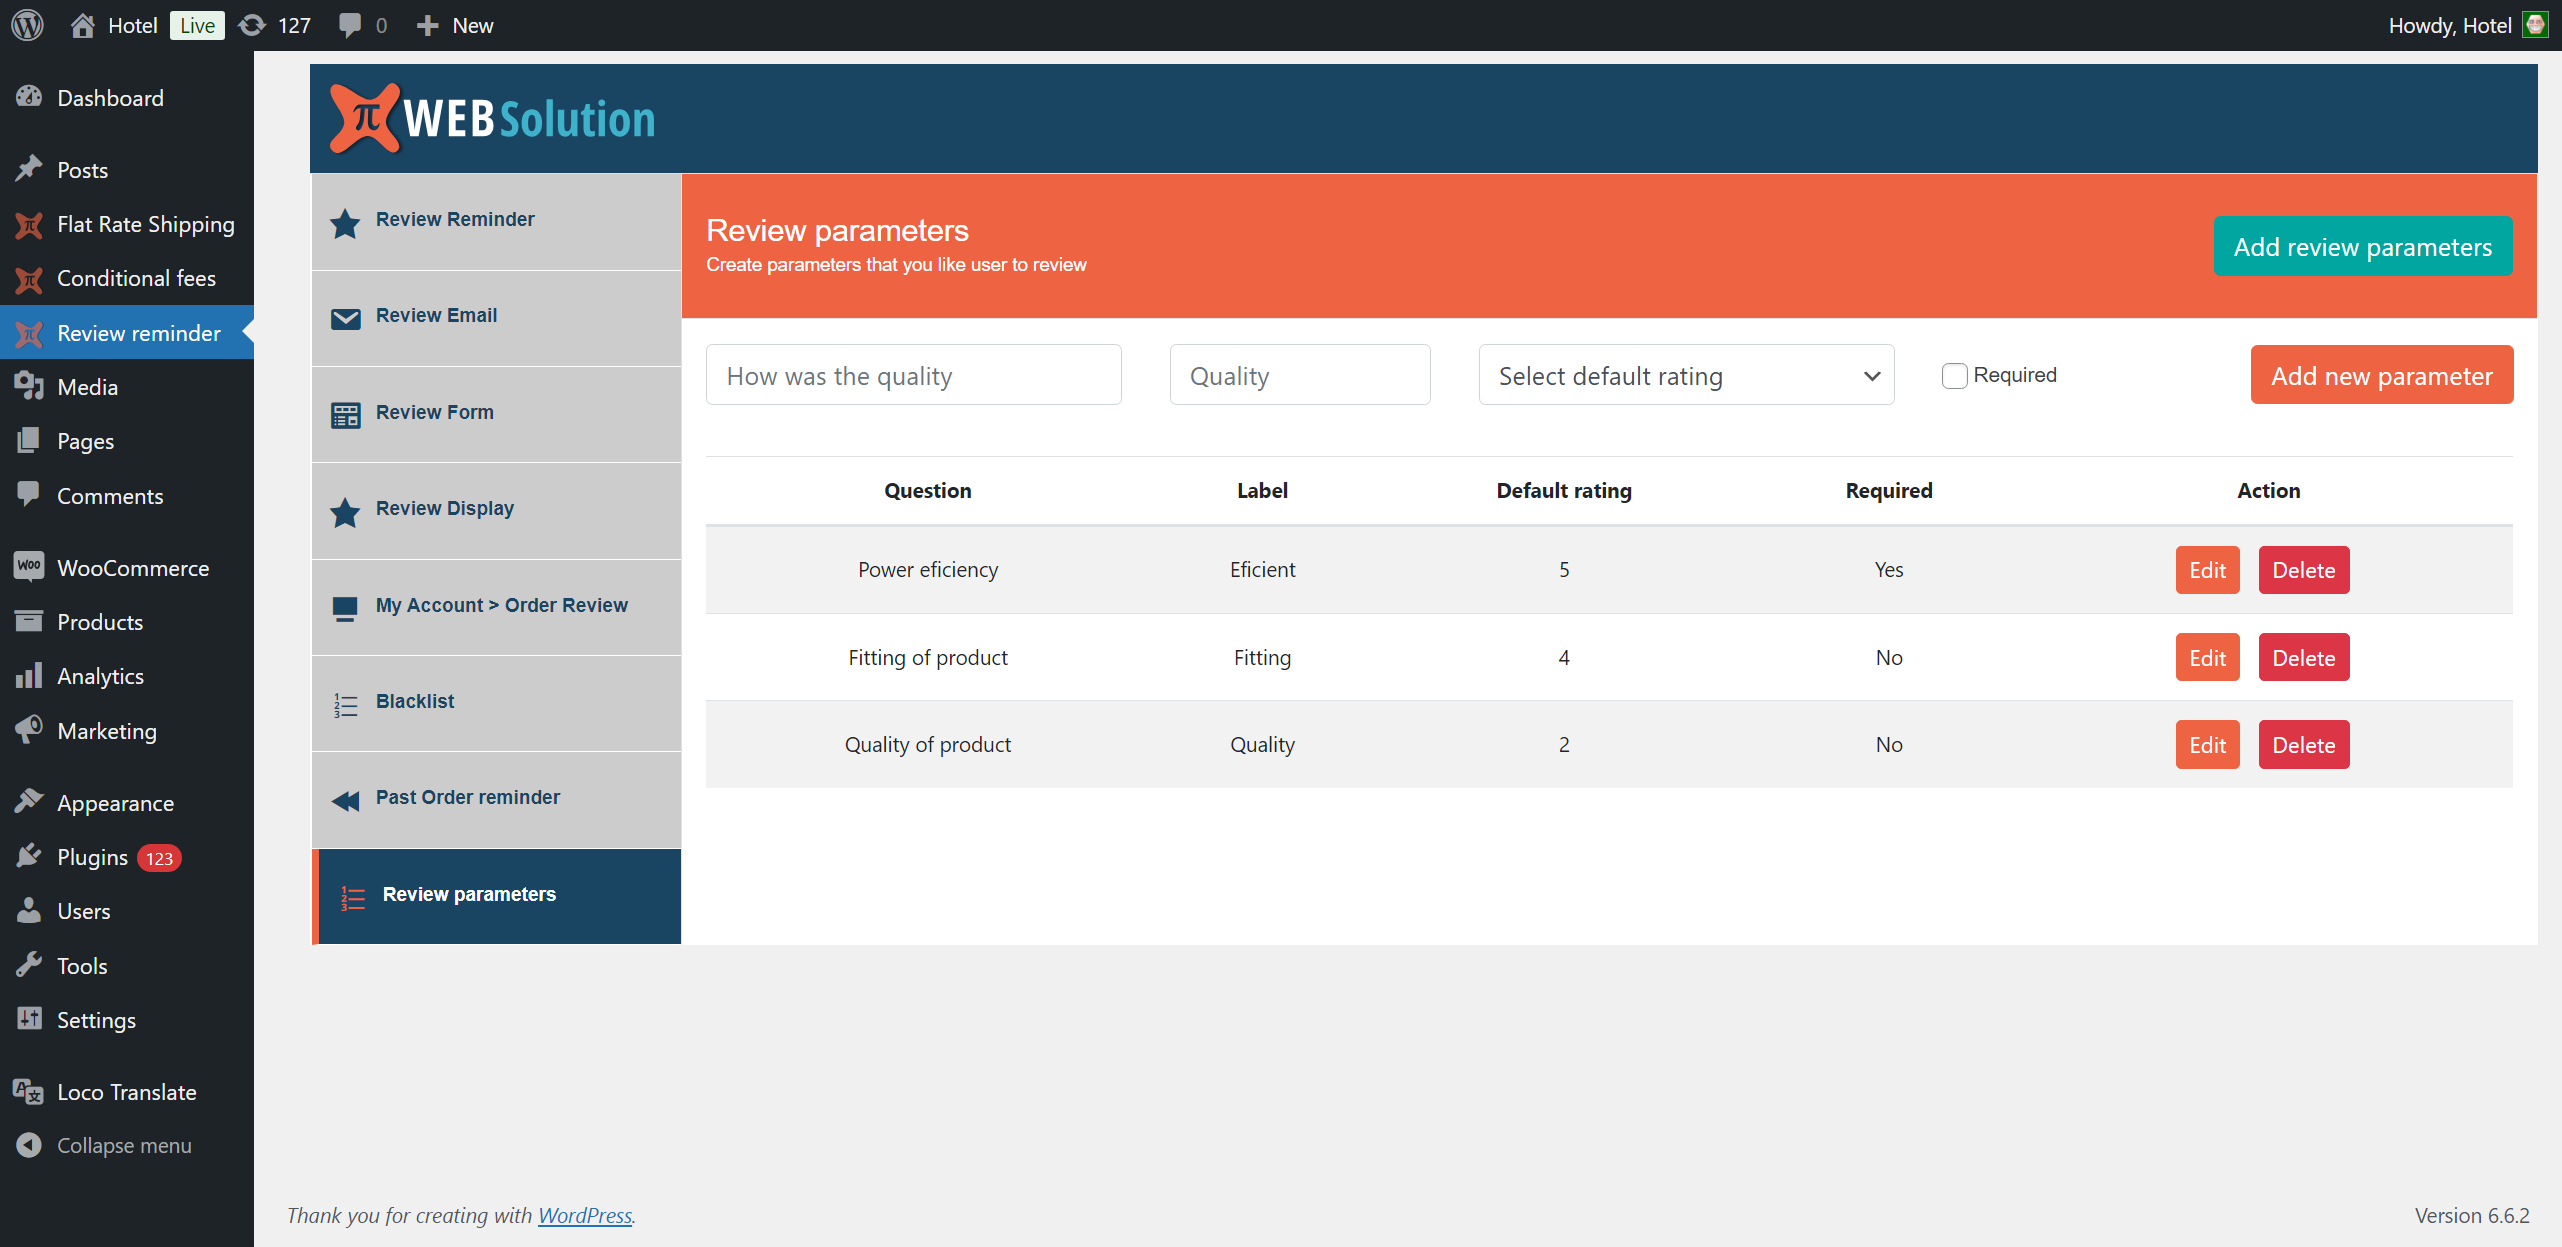 Hotel Live 127 0 New
Howdy, Hotel
Dashboard
Posts
Flat Rate Shipping
Conditional fees
Review reminder
Media
Pages
Comments
WooCommerce
Products
Analytics
Marketing
Appearance
Plugins 123
Users
Tools
Settings
Loco Translate
Collapse menu
π WEB Solution
Review Reminder
Review Email
Review Form
Review Display
My Account > Order Review
Blacklist
Past Order reminder
Review parameters
Review parameters
Create parameters that you like user to review
Add review parameters
How was the quality Quality Select default rating Required Add new parameter
Question Label Default rating Required Action
Power eficiency Eficient 5 Yes Edit Delete
Fitting of product Fitting 4 No Edit Delete
Quality of product Quality 2 No Edit Delete
Thank you for creating with WordPress.
Version 6.6.2